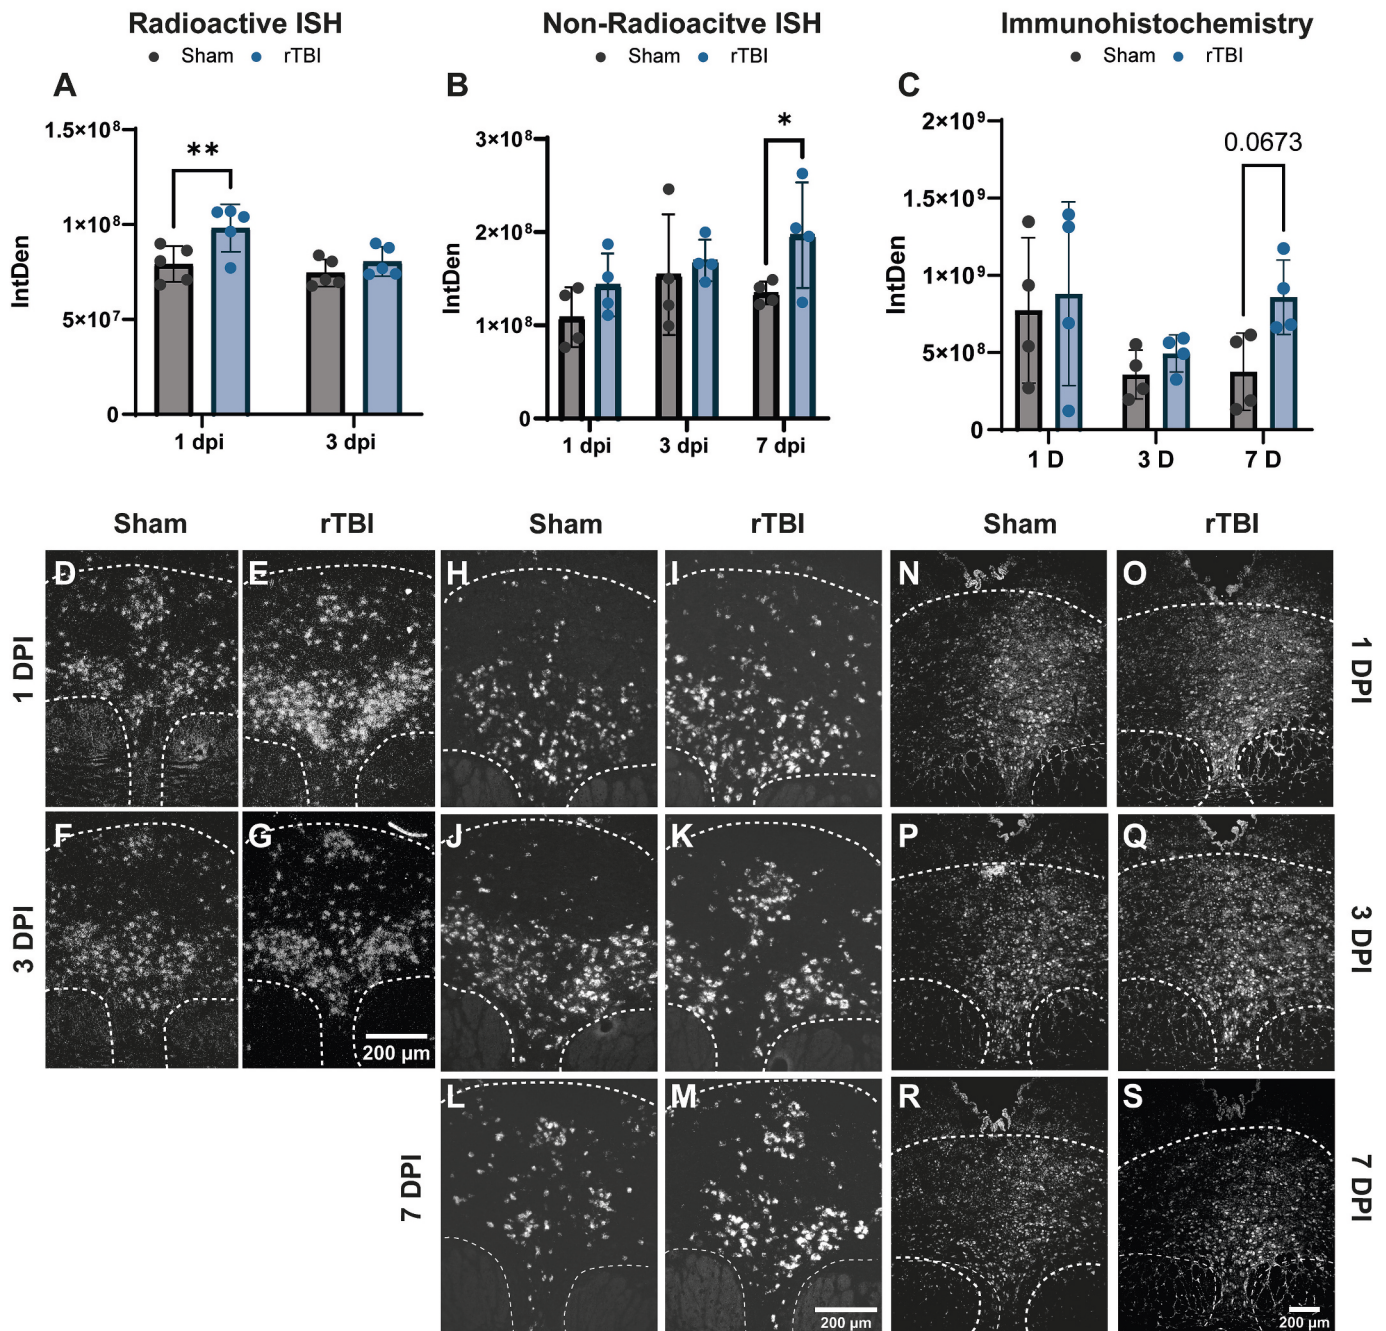 Radioactive ISH
Sham rTBI
A
1.5×10⁸
1×10⁸
5×10⁷
0
IntDen
**
1 dpi 3 dpi
Non-Radioacitve ISH
Sham rTBI
B
3×10⁸
2×10⁸
1×10⁸
0
IntDen
*
1 dpi 3 dpi 7 dpi
Immunohistochemistry
Sham rTBI
C
2×10⁹
1.5×10⁹
1×10⁹
5×10⁸
0
IntDen
0.0673
1 D 3 D 7 D
Sham rTBI Sham rTBI Sham rTBI
1 DPI
D E H I N O
1 DPI
3 DPI
F G J K P Q
3 DPI
200 µm
7 DPI
L M R S
7 DPI
200 µm
200 µm